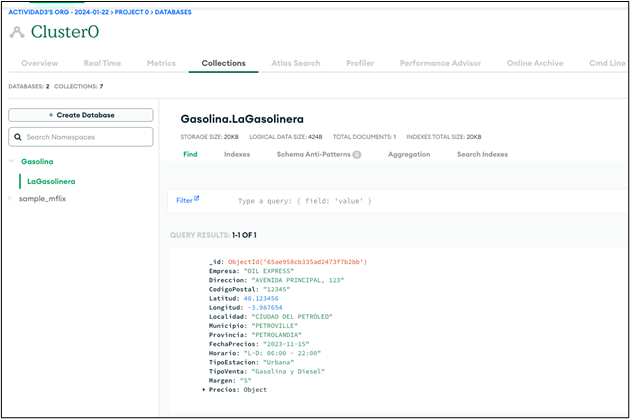 ACTIVIDAD3'S ORG - 2024-01-22 > PROJECT 0 > DATABASES
Cluster0
Overview Real Time Metrics Collections Atlas Search Profiler Performance Advisor Online Archive Cmd Line
DATABASES: 2 COLLECTIONS: 7
+ Create Database
Search Namespaces
Gasolina
LaGasolinera
sample_mflix
Gasolina.LaGasolinera
STORAGE SIZE: 20KB LOGICAL DATA SIZE: 424B TOTAL DOCUMENTS: 1 INDEXES TOTAL SIZE: 20KB
Find Indexes Schema Anti-Patterns 0 Aggregation Search Indexes
Filter Type a query: { field: 'value' }
QUERY RESULTS: 1-1 OF 1
_id: ObjectId('65ae958cb335ad2473f7b2bb')
Empresa: "OIL EXPRESS"
Direccion: "AVENIDA PRINCIPAL, 123"
CodigoPostal: "12345"
Latitud: 40.123456
Longitud: -3.987654
Localidad: "CIUDAD DEL PETRÓLEO"
Municipio: "PETROVILLE"
Provincia: "PETROLANDIA"
FechaPrecios: "2023-11-15"
Horario: "L-D: 06:00 - 22:00"
TipoEstacion: "Urbana"
TipoVenta: "Gasolina y Diesel"
Margen: "S"
Precios: Object